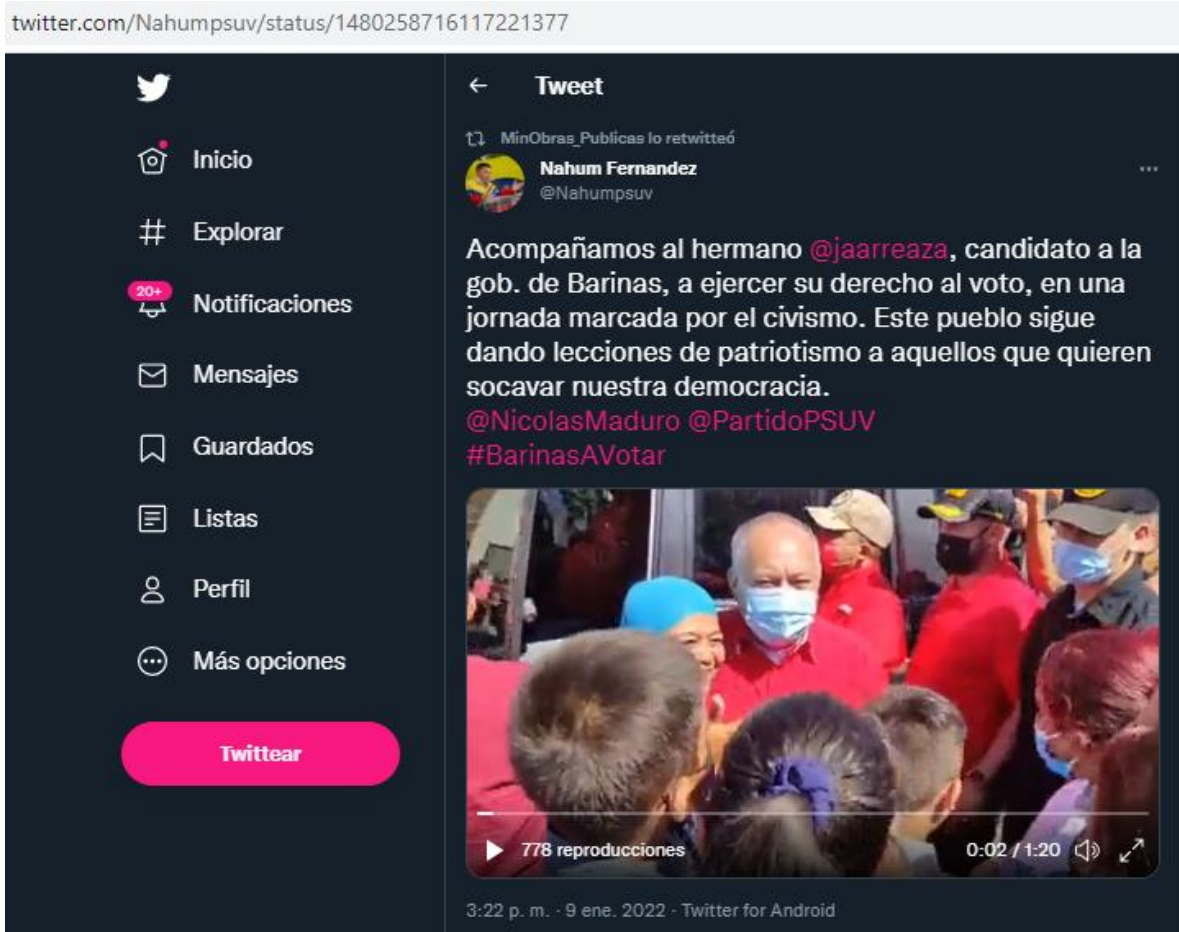 twitter.com/Nahumpsuv/status/1480258716117221377
Inicio
Explorar
20+
Notificaciones
Mensajes
Guardados
Listas
Perfil
Más opciones
Twittear
Tweet
MinObras_Publicas lo retwitteó
Nahum Fernandez
@Nahumpsuv
Acompañamos al hermano @jaarreaza, candidato a la
gob. de Barinas, a ejercer su derecho al voto, en una
jornada marcada por el civismo. Este pueblo sigue
dando lecciones de patriotismo a aquellos que quieren
socavar nuestra democracia.
@NicolasMaduro @PartidoPSUV
#BarinasAVotar
778 reproducciones
0:02 / 1:20
3:22 p. m. · 9 ene. 2022 · Twitter for Android